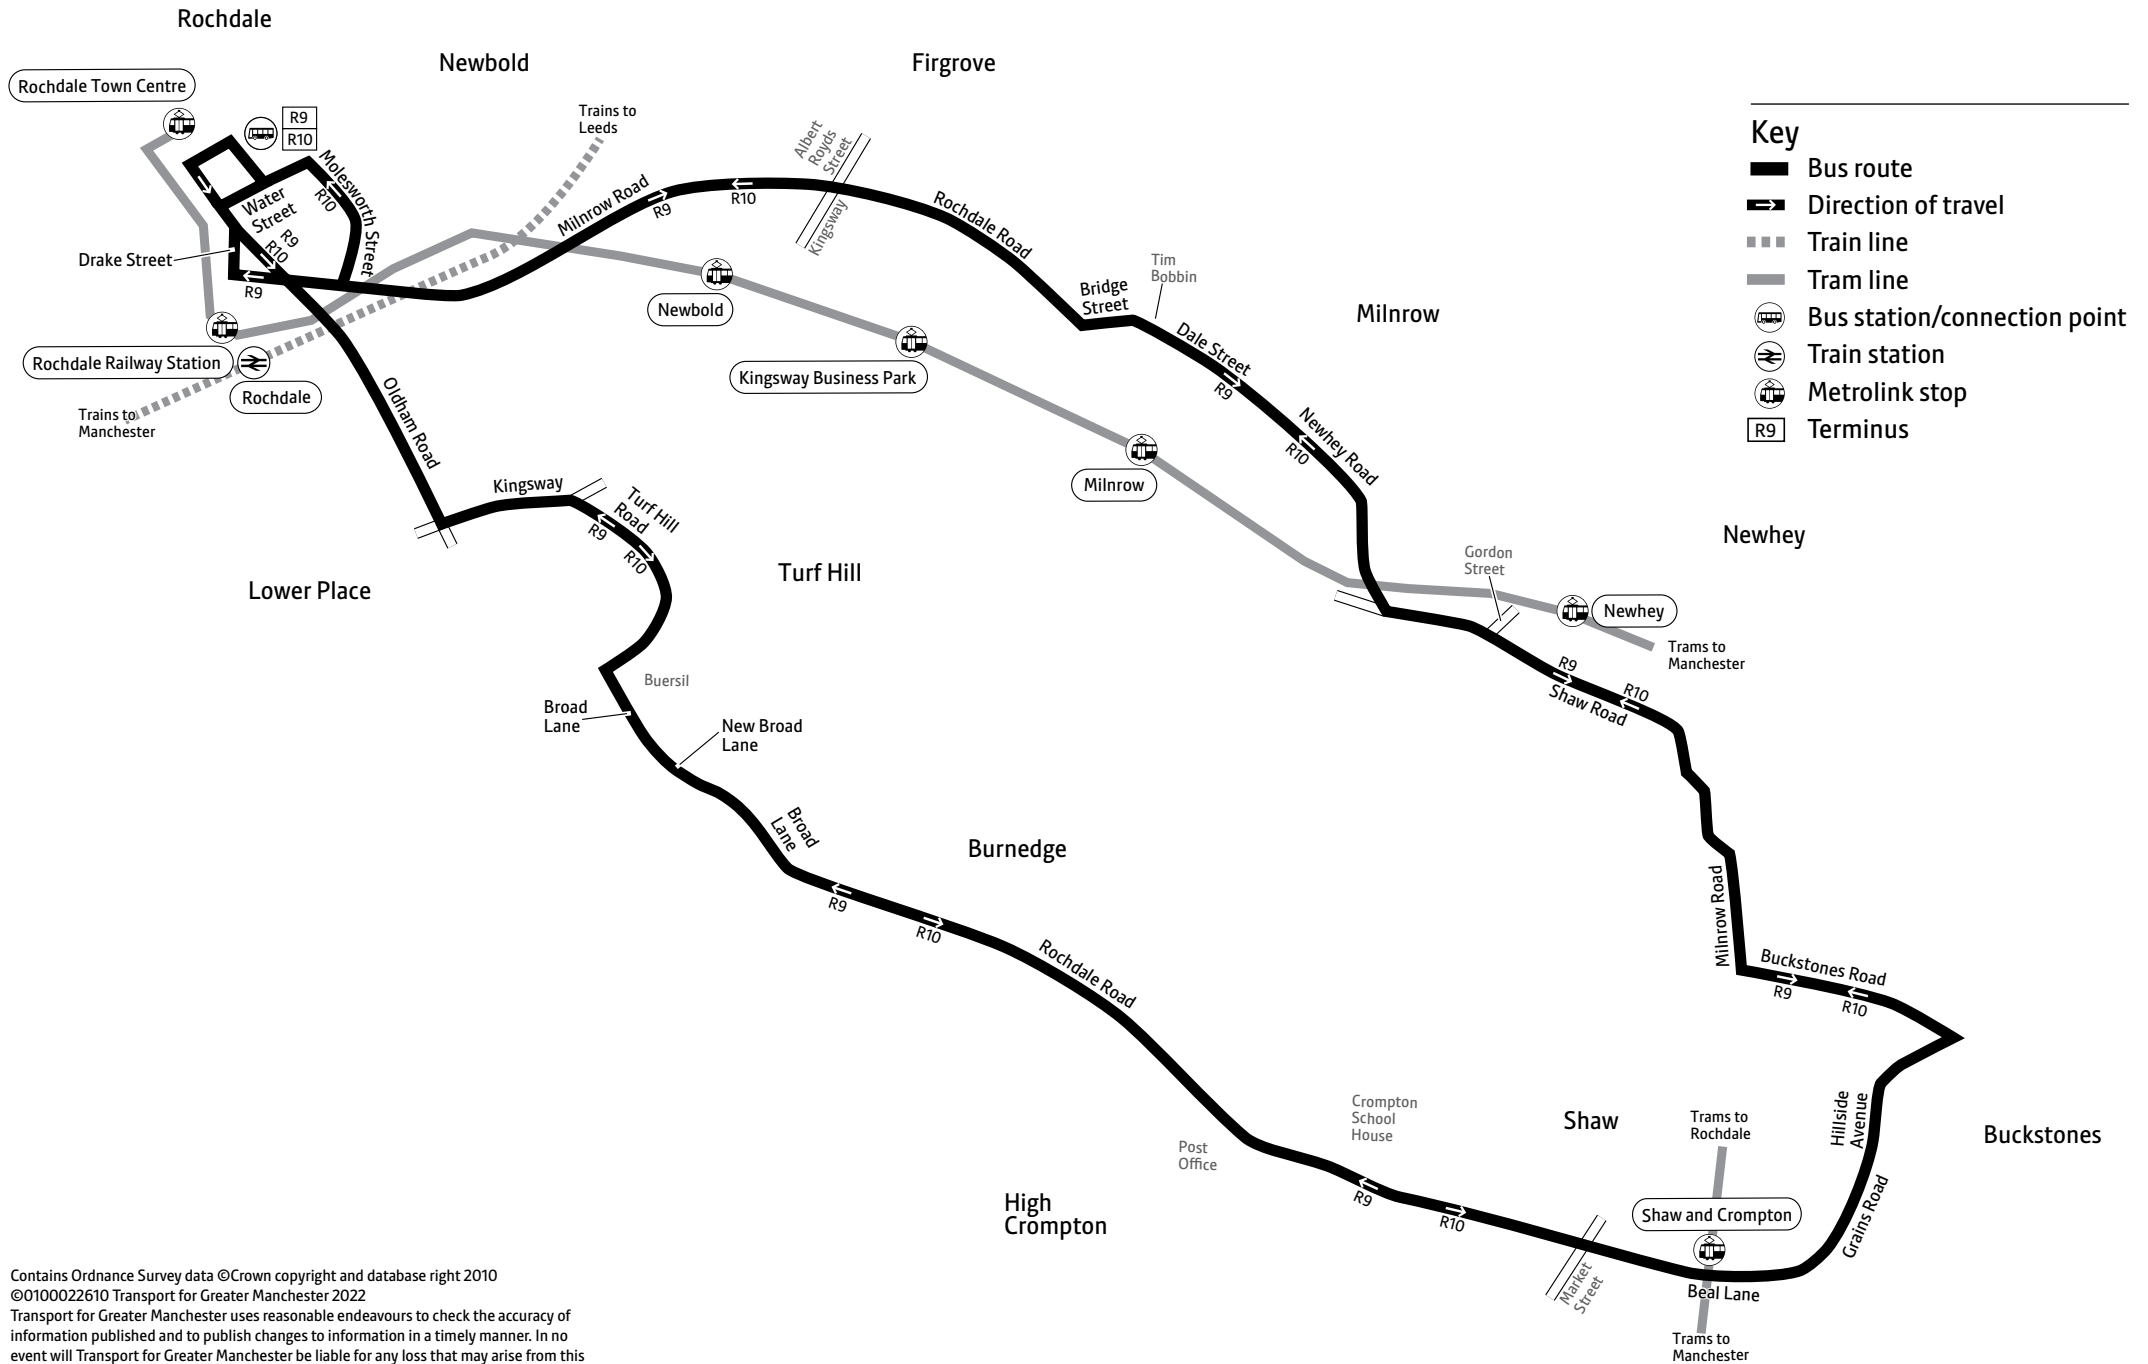 Rochdale
Newbold
Firgrove
Rochdale Town Centre
R9
R10
Trains to
Leeds
Albert
Royds
Street
Kingsway
Molesworth Street
R10
Water
Street
R9
R10
Drake Street
R9
Milnrow Road
R9
R10
Rochdale Road
Bridge
Street
Tim
Bobbin
Milnrow
Dale Street
R9
Newhey Road
R10
Newbold
Kingsway Business Park
Milnrow
Rochdale Railway Station
Rochdale
Trains to
Manchester
Oldham Road
Kingsway
Turf Hill
Road
R9
R10
Turf Hill
Lower Place
Newhey
Gordon
Street
Newhey
Trams to
Manchester
R9
R10
Shaw Road
Buersil
Broad
Lane
New Broad
Lane
Broad
Lane
Burnedge
R9
R10
Rochdale Road
Milnrow Road
Buckstones Road
R9
R10
Hillside
Avenue
Buckstones
Grains Road
Crompton
School
House
Shaw
Trams to
Rochdale
Post
Office
High
Crompton
R9
R10
Shaw and Crompton
Market
Street
Beal Lane
Trams to
Manchester
Key
Bus route
Direction of travel
Train line
Tram line
Bus station/connection point
Train station
Metrolink stop
R9 Terminus
Contains Ordnance Survey data ©Crown copyright and database right 2010
©0100022610 Transport for Greater Manchester 2022
Transport for Greater Manchester uses reasonable endeavours to check the accuracy of
information published and to publish changes to information in a timely manner. In no
event will Transport for Greater Manchester be liable for any loss that may arise from this